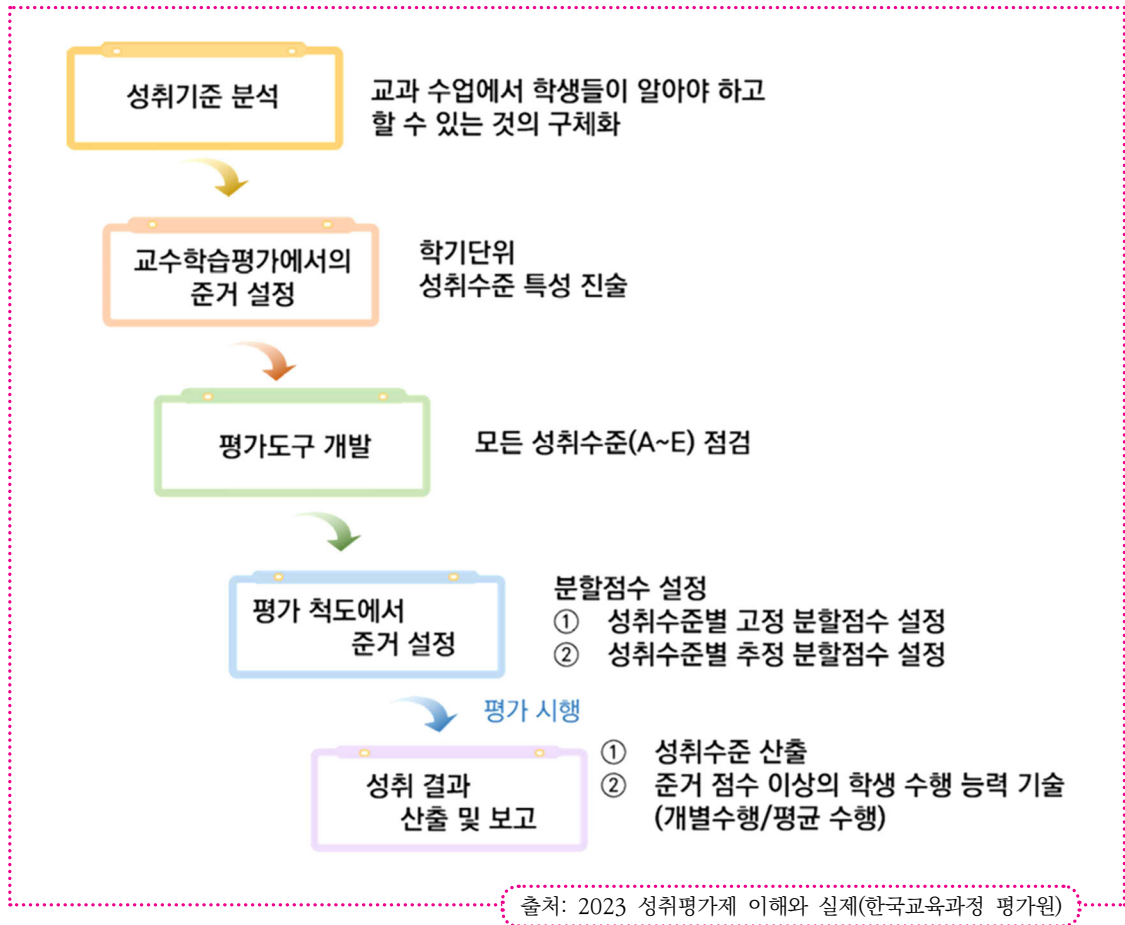 성취기준 분석
교과 수업에서 학생들이 알아야 하고
할 수 있는 것의 구체화
교수학습평가에서의
준거 설정
학기단위
성취수준 특성 진술
평가도구 개발
모든 성취수준(A~E) 점검
평가 척도에서
준거 설정
분할점수 설정
① 성취수준별 고정 분할점수 설정
② 성취수준별 추정 분할점수 설정
평가 시행
성취 결과
산출 및 보고
① 성취수준 산출
② 준거 점수 이상의 학생 수행 능력 기술
(개별수행/평균 수행)
출처: 2023 성취평가제 이해와 실제(한국교육과정 평가원)